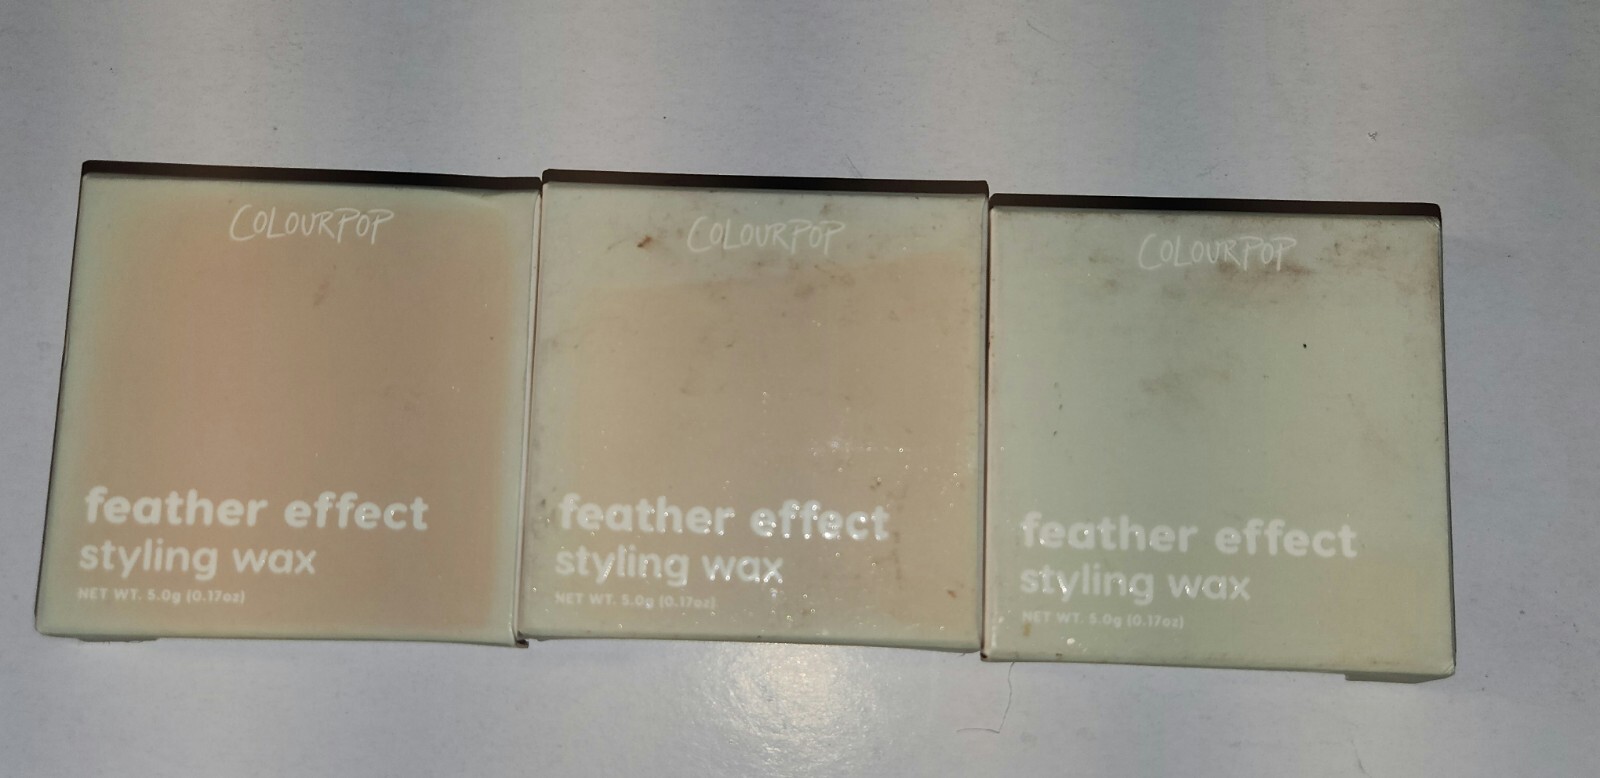 COLOURPOP
feather effect
styling wax
NET WT. 5.0g (0.17oz)
COLOURPOP
feather effect
styling wax
NET WT. 5.0g (0.17oz)
COLOURPOP
feather effect
styling wax
NET WT. 5.0g (0.17oz)